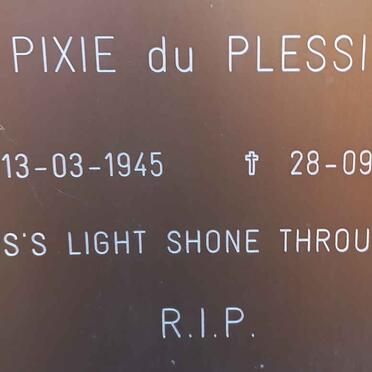 PIXIE du PLESSI
13-03-1945 ✝ 28-09
S'S LIGHT SHONE THROU
R.I.P.